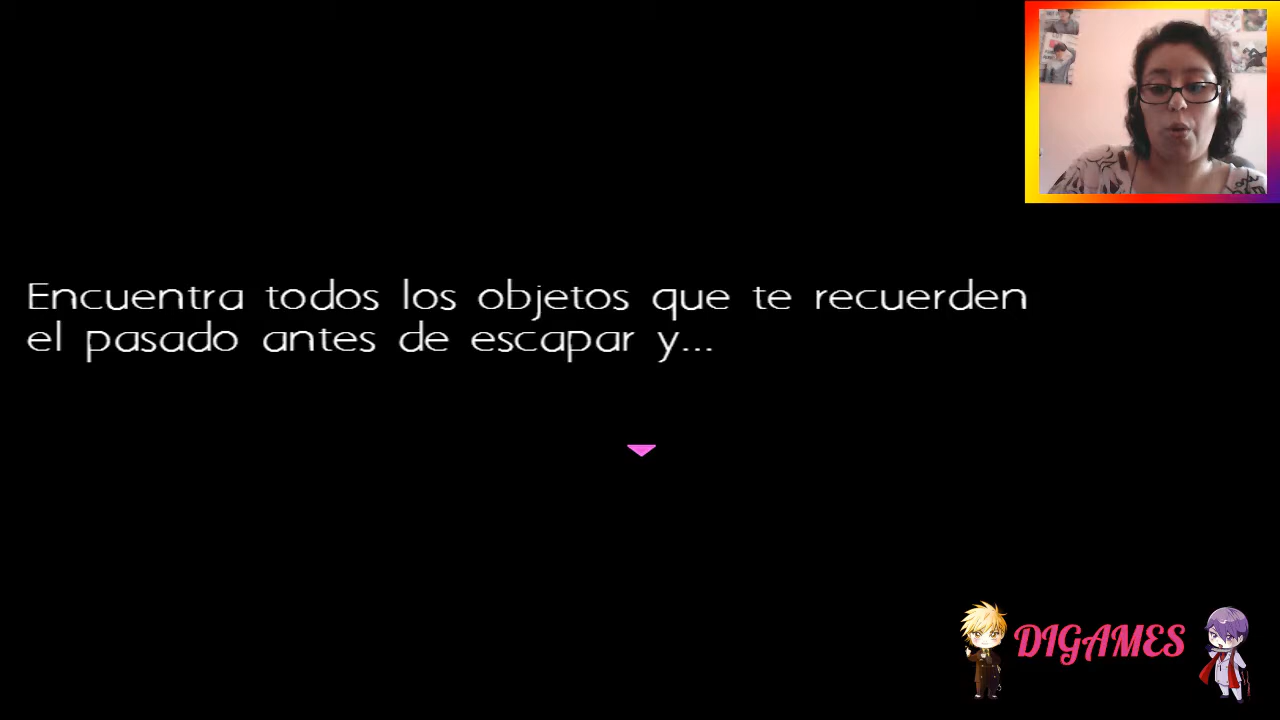 Encuentra todos los objetos que te recuerden
el pasado antes de escapar y...
DIGAMES